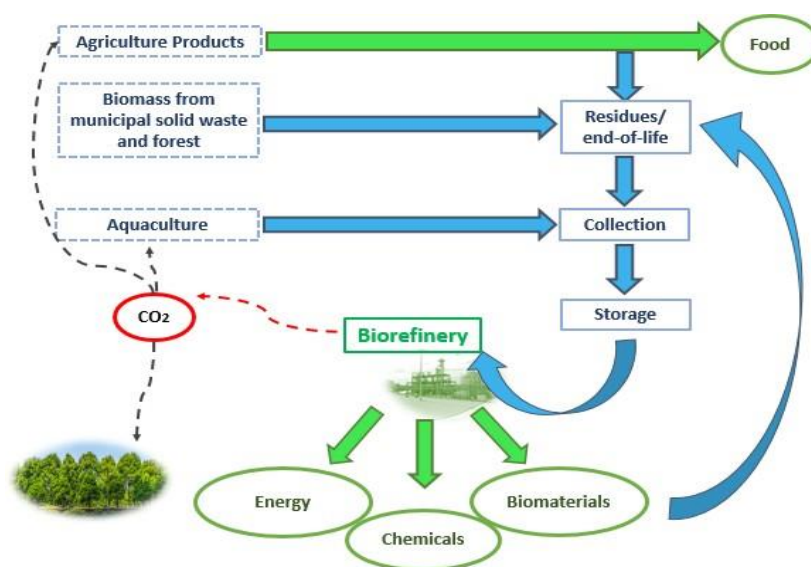 Agriculture Products
Food
Biomass from
municipal solid waste
and forest
Residues/
end-of-life
Aquaculture
Collection
CO₂
Storage
Biorefinery
Energy
Biomaterials
Chemicals